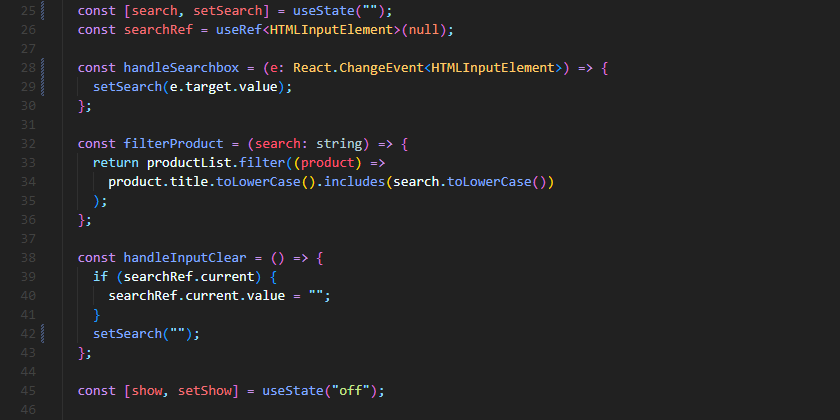 25 const [search, setSearch] = useState("");
26 const searchRef = useRef<HTMLInputElement>(null);
27
28 const handleSearchbox = (e: React.ChangeEvent<HTMLInputElement>) => {
29 setSearch(e.target.value);
30 };
31
32 const filterProduct = (search: string) => {
33 return productList.filter((product) =>
34 product.title.toLowerCase().includes(search.toLowerCase())
35 );
36 };
37
38 const handleInputClear = () => {
39 if (searchRef.current) {
40 searchRef.current.value = "";
41 }
42 setSearch("");
43 };
44
45 const [show, setShow] = useState("off");
46